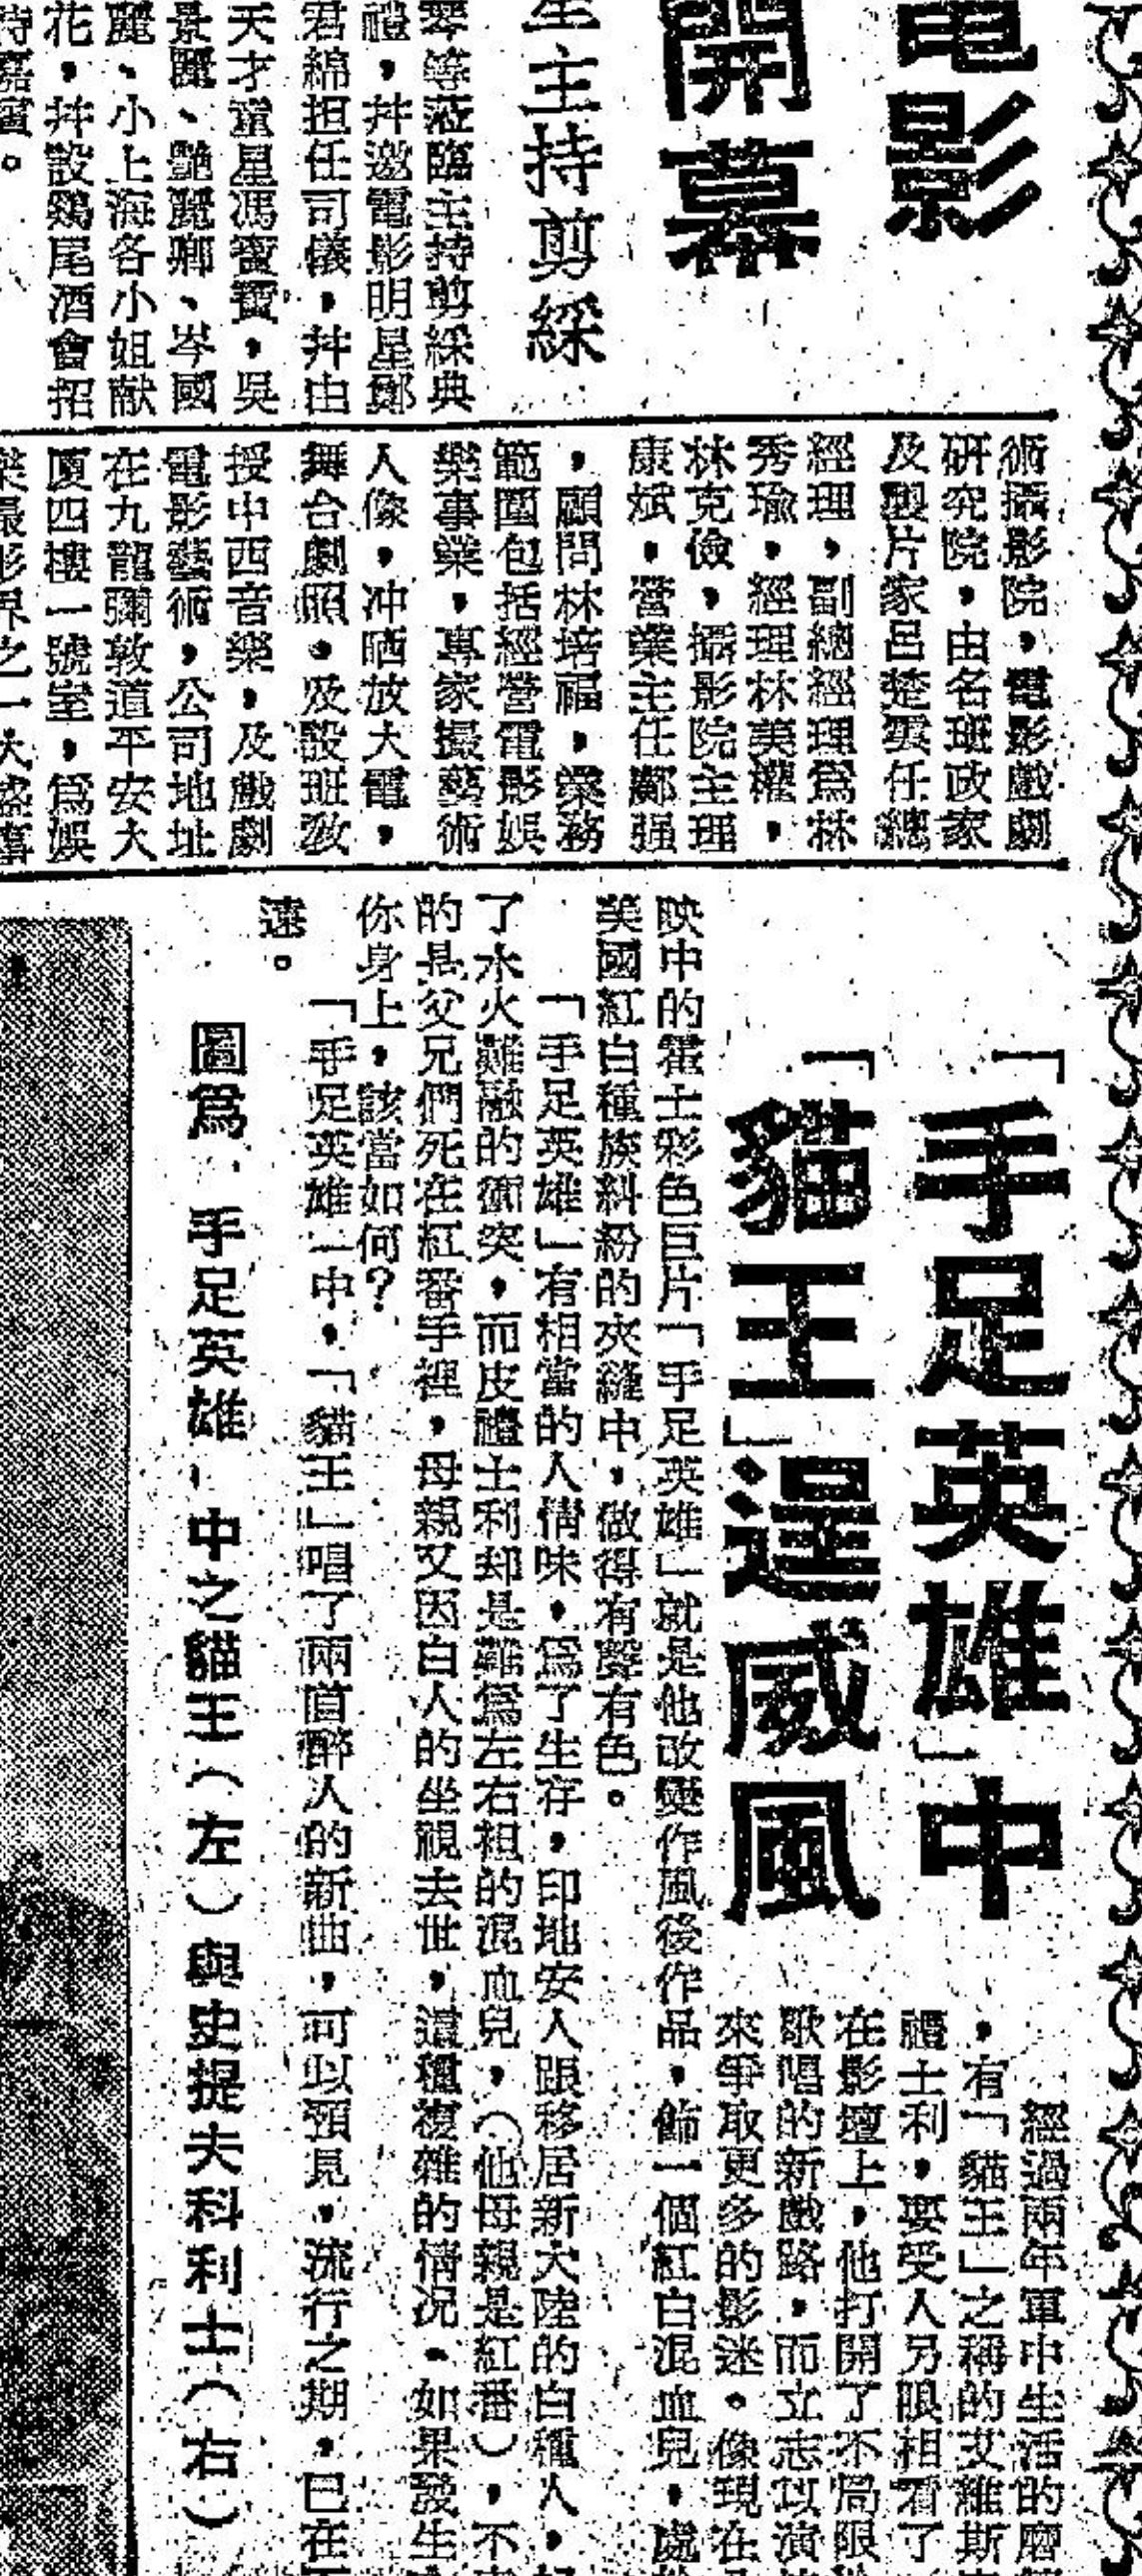 電影
開幕
主持剪綵
琴等蒞臨主持剪綵典
禮，幷邀電影明星鄭
君綿担任司儀，幷由
天才童星馮寶寶，吳
景麗、艷麗卿、岑國
麗、小上海各小姐献
花，幷設鷄尾酒會招
待嘉賓。
術攝影院，電影戲劇
研究院，由名班政家
及製片家呂楚雲任總
經理，副總經理爲林
秀瑜，經理林美權，
林克儉，攝影院主理
康斌，營業主任鄺强
，顧問林培福，業務
範圍包括經營電影娛
樂事業，專家撮藝術
人像，冲晒放大電，
舞台劇照，及設班敎
授中西音樂，及戲劇
電影藝術，公司地址
在九龍彌敦道平安大
廈四樓一號室，爲娛
樂最影界之一大盛事
「手足英雄」中
「貓王」逞威風
經過兩年軍中生活的磨
，有「貓王」之稱的艾維斯
禮士利，要受人另眼相看了
在影壇上，他打開了不局限
歌唱的新戲路，而立志以演
來爭取更多的影迷。像現在
映中的霍士彩色巨片「手足英雄」就是他改變作風後作品，飾一個紅白混血兒，處
美國紅白種族糾紛的夾縫中，做得有聲有色。
「手足英雄」有相當的人情味，爲了生存，印地安人跟移居新大陸的白種人，
了水火難融的衝突，而皮禮士利却是難爲左右袒的混血兒，（他母親是紅番），不
的是父兄們死在紅番手裡，母親又因白人的坐視去世，這種複雜的情况，如果發生
你身上，該當如何？
「手足英雄」中，「貓王」唱了兩首醉人的新曲，可以預見，流行之期，已在
遠。
圖爲「手足英雄」中之貓王（左）與史提夫科利士（右）